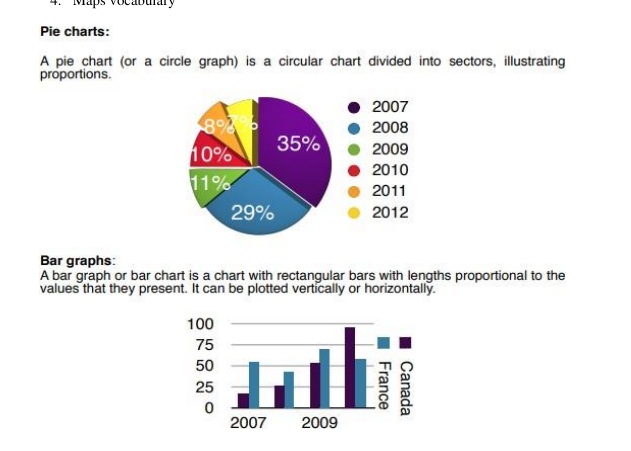 4. Maps vocabulary
Pie charts:
A pie chart (or a circle graph) is a circular chart divided into sectors, illustrating
proportions.
35%
29%
11%
10%
8%
7%
2007
2008
2009
2010
2011
2012
Bar graphs:
A bar graph or bar chart is a chart with rectangular bars with lengths proportional to the
values that they present. It can be plotted vertically or horizontally.
100
75
50
25
0
2007 2009
Canada
France